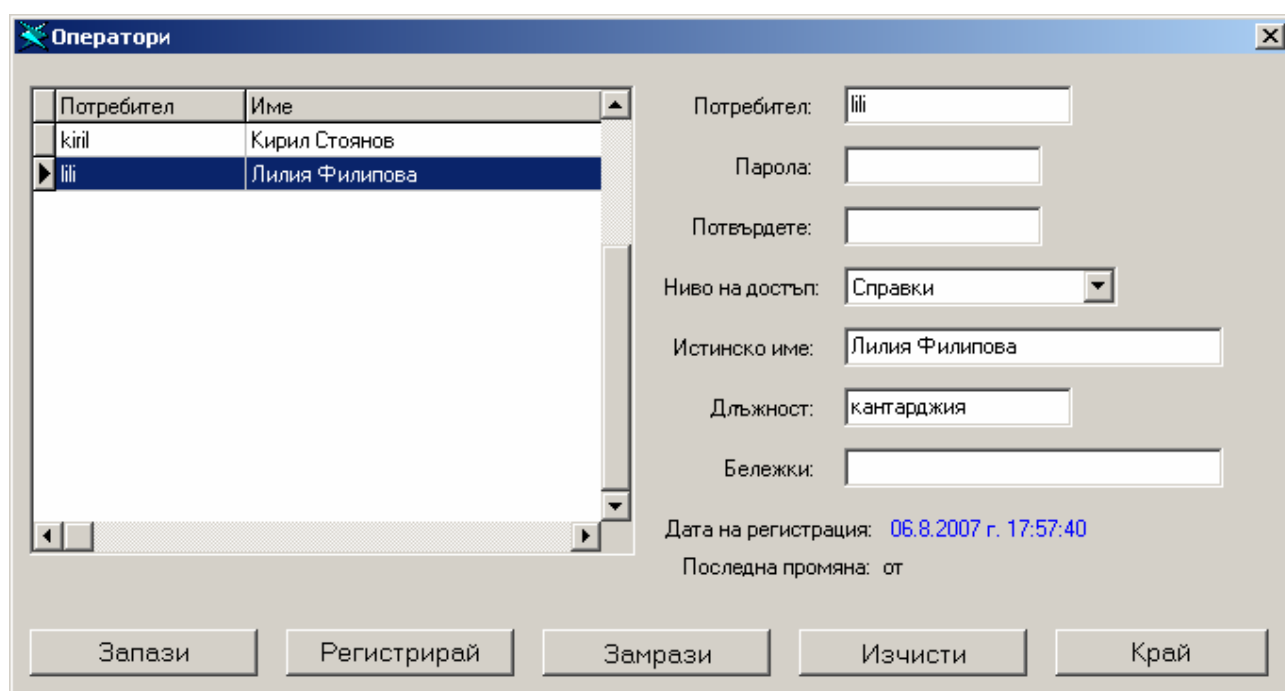 Оператори
Потребител Име
kiril Кирил Стоянов
lili Лилия Филипова
Потребител: lili
Парола:
Потвърдете:
Ниво на достъп: Справки
Истинско име: Лилия Филипова
Длъжност: кантарджия
Бележки:
Дата на регистрация: 06.8.2007 г. 17:57:40
Последна промяна: от
Запази Регистрирай Замрази Изчисти Край